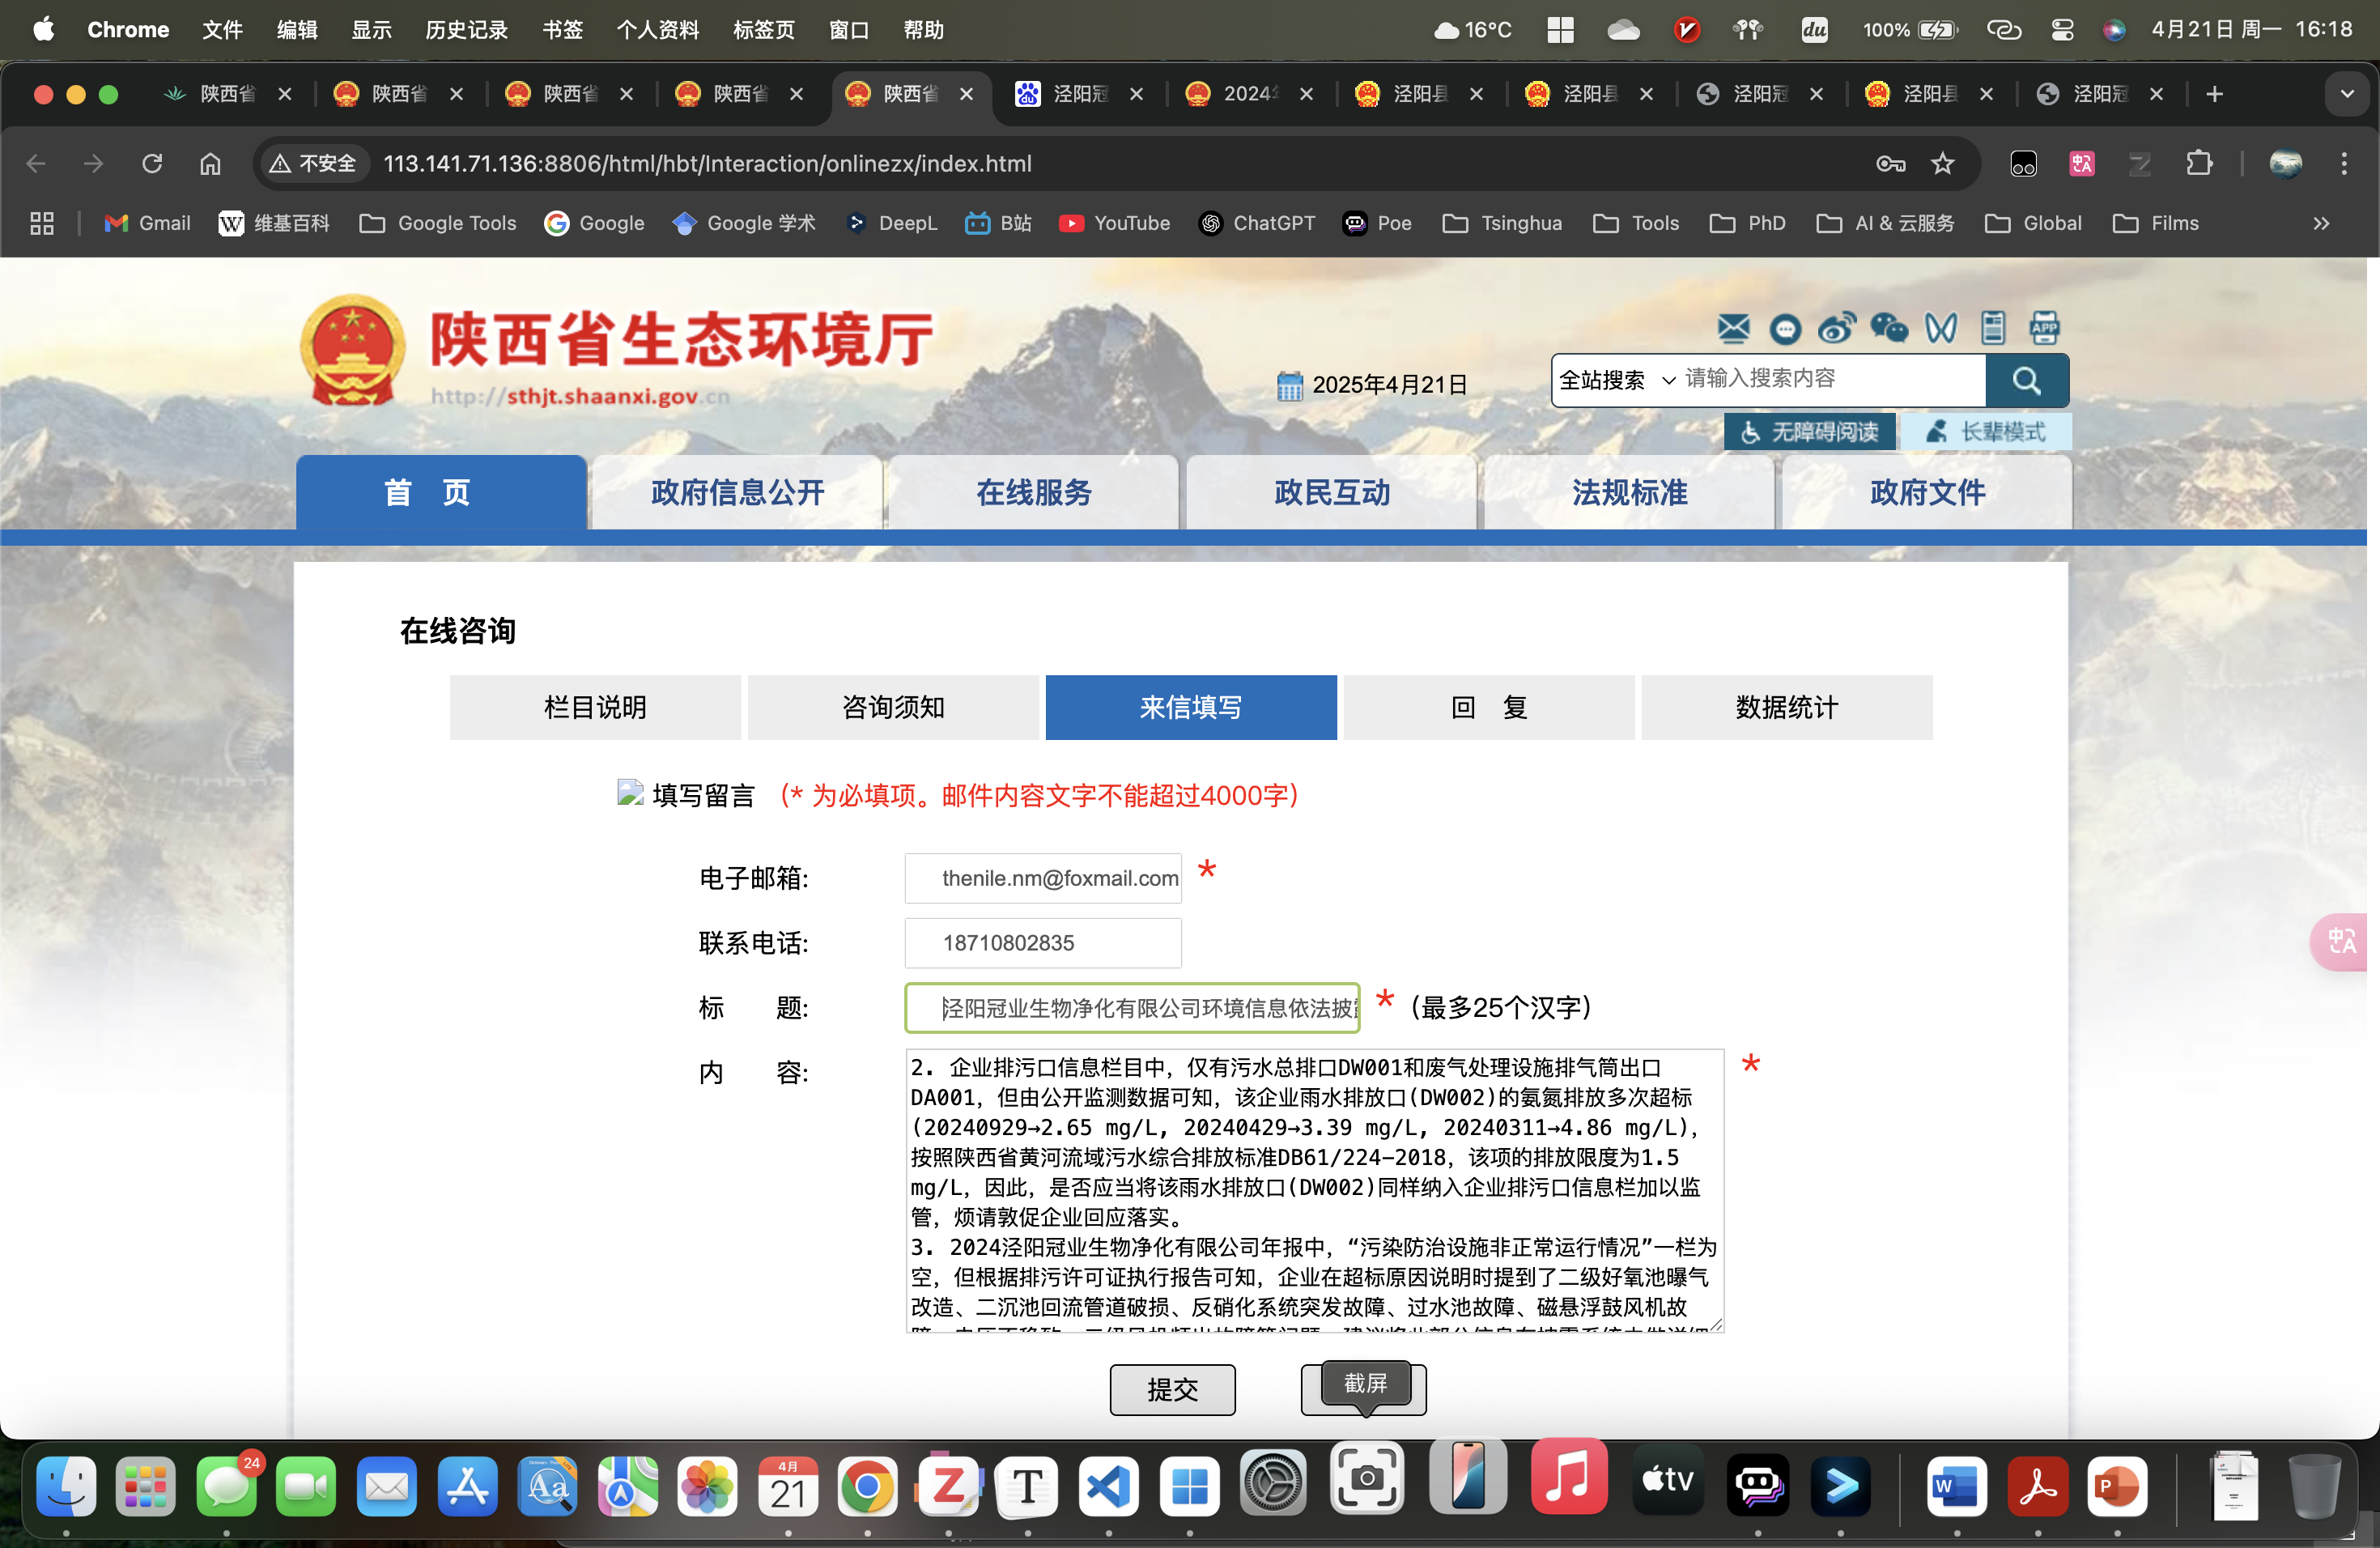 Chrome 文件 编辑 显示 历史记录 书签 个人资料 标签页 窗口 帮助 16°C du 100% 4月21日 周一 16:18
陕西省 陕西省 陕西省 陕西省 陕西省 泾阳冠 2024 泾阳县 泾阳县 泾阳冠 泾阳县 泾阳冠
不安全 113.141.71.136:8806/html/hbt/Interaction/onlinezx/index.html
Gmail 维基百科 Google Tools Google Google 学术 DeepL B站 YouTube ChatGPT Poe Tsinghua Tools PhD AI & 云服务 Global Films
陕西省生态环境厅
http://sthjt.shaanxi.gov.cn
2025年4月21日
APP
全站搜索 请输入搜索内容
无障碍阅读 长辈模式
首 页 政府信息公开 在线服务 政民互动 法规标准 政府文件
在线咨询
栏目说明 咨询须知 来信填写 回 复 数据统计
填写留言 (* 为必填项。邮件内容文字不能超过4000字)
电子邮箱: thenile.nm@foxmail.com *
联系电话: 18710802835
标 题: 泾阳冠业生物净化有限公司环境信息依法披 * (最多25个汉字)
内 容: *
2. 企业排污口信息栏目中，仅有污水总排口DW001和废气处理设施排气筒出口
DA001，但由公开监测数据可知，该企业雨水排放口(DW002)的氨氮排放多次超标
(20240929→2.65 mg/L, 20240429→3.39 mg/L, 20240311→4.86 mg/L)，
按照陕西省黄河流域污水综合排放标准DB61/224-2018，该项的排放限度为1.5
mg/L，因此，是否应当将该雨水排放口(DW002)同样纳入企业排污口信息栏加以监
管，烦请敦促企业回应落实。
3. 2024泾阳冠业生物净化有限公司年报中，“污染防治设施非正常运行情况”一栏为
空，但根据排污许可证执行报告可知，企业在超标原因说明时提到了二级好氧池曝气
改造、二沉池回流管道破损、反硝化系统突发故障、过水池故障、磁悬浮鼓风机故
提交 截屏
24
4月
21
tv